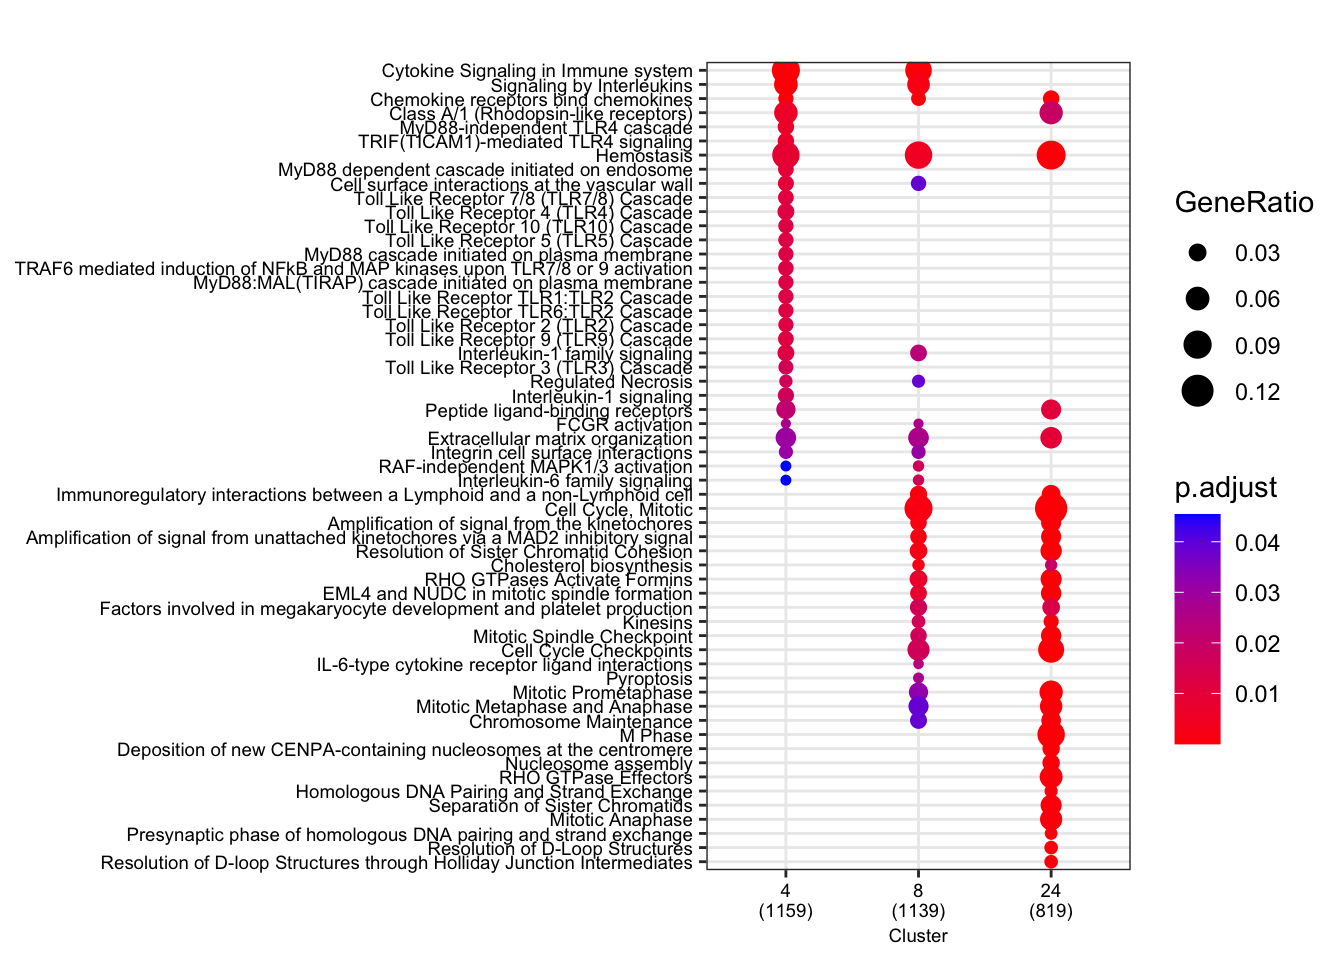 Cytokine Signaling in Immune system
Signaling by Interleukins
Chemokine receptors bind chemokines
Class A/1 (Rhodopsin-like receptors)
MyD88-independent TLR4 cascade
TRIF(TICAM1)-mediated TLR4 signaling
Hemostasis
MyD88 dependent cascade initiated on endosome
Cell surface interactions at the vascular wall
Toll Like Receptor 7/8 (TLR7/8) Cascade
Toll Like Receptor 4 (TLR4) Cascade
Toll Like Receptor 10 (TLR10) Cascade
Toll Like Receptor 5 (TLR5) Cascade
MyD88 cascade initiated on plasma membrane
TRAF6 mediated induction of NFkB and MAP kinases upon TLR7/8 or 9 activation
MyD88:MAL(TIRAP) cascade initiated on plasma membrane
Toll Like Receptor TLR1:TLR2 Cascade
Toll Like Receptor TLR6:TLR2 Cascade
Toll Like Receptor 2 (TLR2) Cascade
Toll Like Receptor 9 (TLR9) Cascade
Interleukin-1 family signaling
Toll Like Receptor 3 (TLR3) Cascade
Regulated Necrosis
Interleukin-1 signaling
Peptide ligand-binding receptors
FCGR activation
Extracellular matrix organization
Integrin cell surface interactions
RAF-independent MAPK1/3 activation
Interleukin-6 family signaling
Immunoregulatory interactions between a Lymphoid and a non-Lymphoid cell
Cell Cycle, Mitotic
Amplification of signal from the kinetochores
Amplification of signal from unattached kinetochores via a MAD2 inhibitory signal
Resolution of Sister Chromatid Cohesion
Cholesterol biosynthesis
RHO GTPases Activate Formins
EML4 and NUDC in mitotic spindle formation
Factors involved in megakaryocyte development and platelet production
Kinesins
Mitotic Spindle Checkpoint
Cell Cycle Checkpoints
IL-6-type cytokine receptor ligand interactions
Pyroptosis
Mitotic Prometaphase
Mitotic Metaphase and Anaphase
Chromosome Maintenance
M Phase
Deposition of new CENPA-containing nucleosomes at the centromere
Nucleosome assembly
RHO GTPase Effectors
Homologous DNA Pairing and Strand Exchange
Separation of Sister Chromatids
Mitotic Anaphase
Presynaptic phase of homologous DNA pairing and strand exchange
Resolution of D-Loop Structures
Resolution of D-loop Structures through Holliday Junction Intermediates
4 8 24
(1159) (1139) (819)
Cluster
GeneRatio
0.03
0.06
0.09
0.12
p.adjust
0.04
0.03
0.02
0.01